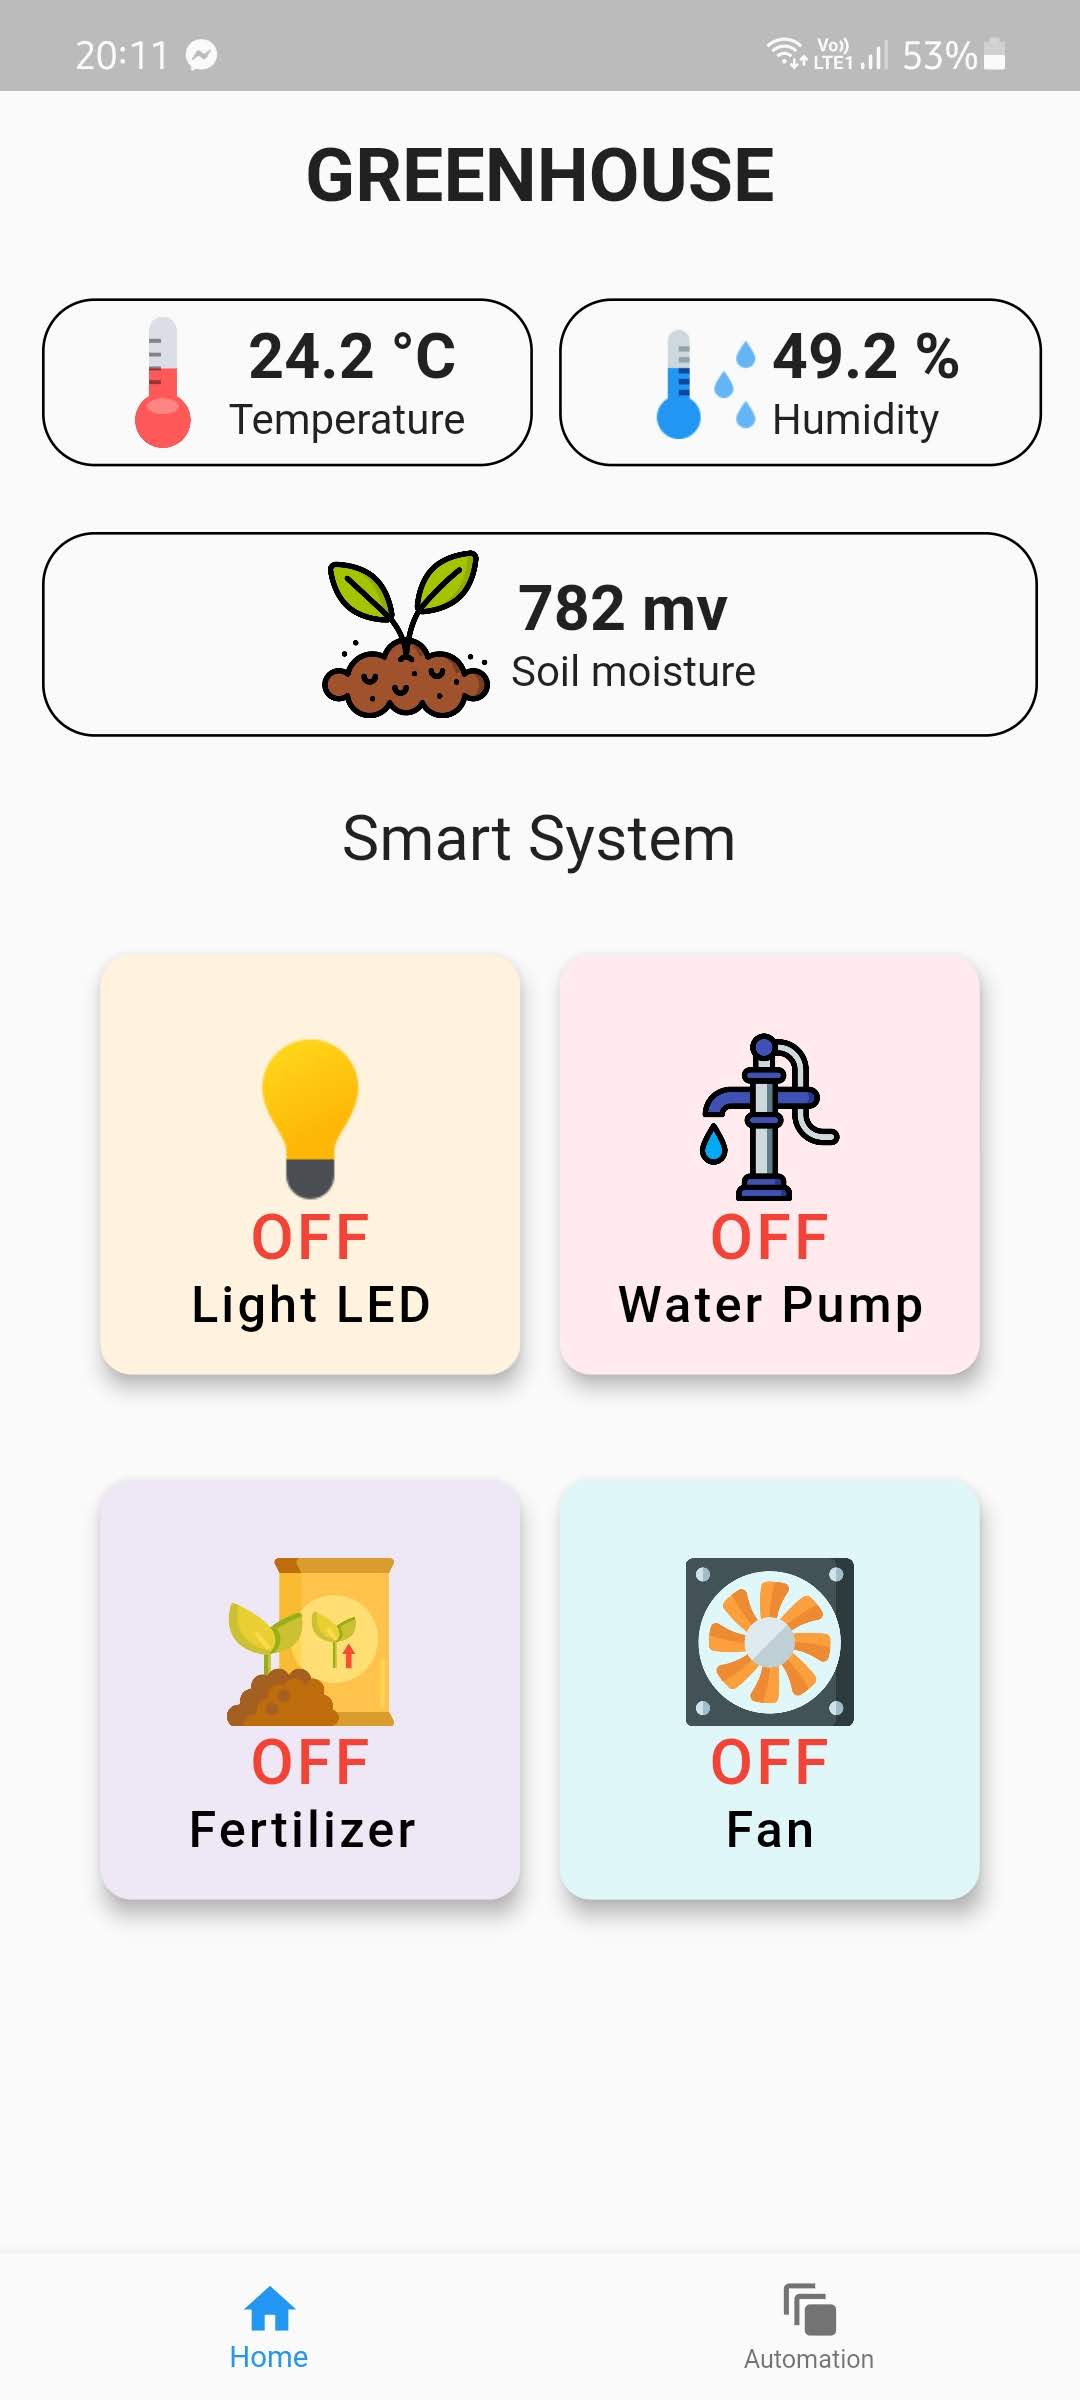 20:11
Vo))
LTE1
53%
GREENHOUSE
24.2 °C
Temperature
49.2 %
Humidity
782 mv
Soil moisture
Smart System
OFF
Light LED
OFF
Water Pump
OFF
Fertilizer
OFF
Fan
Home
Automation